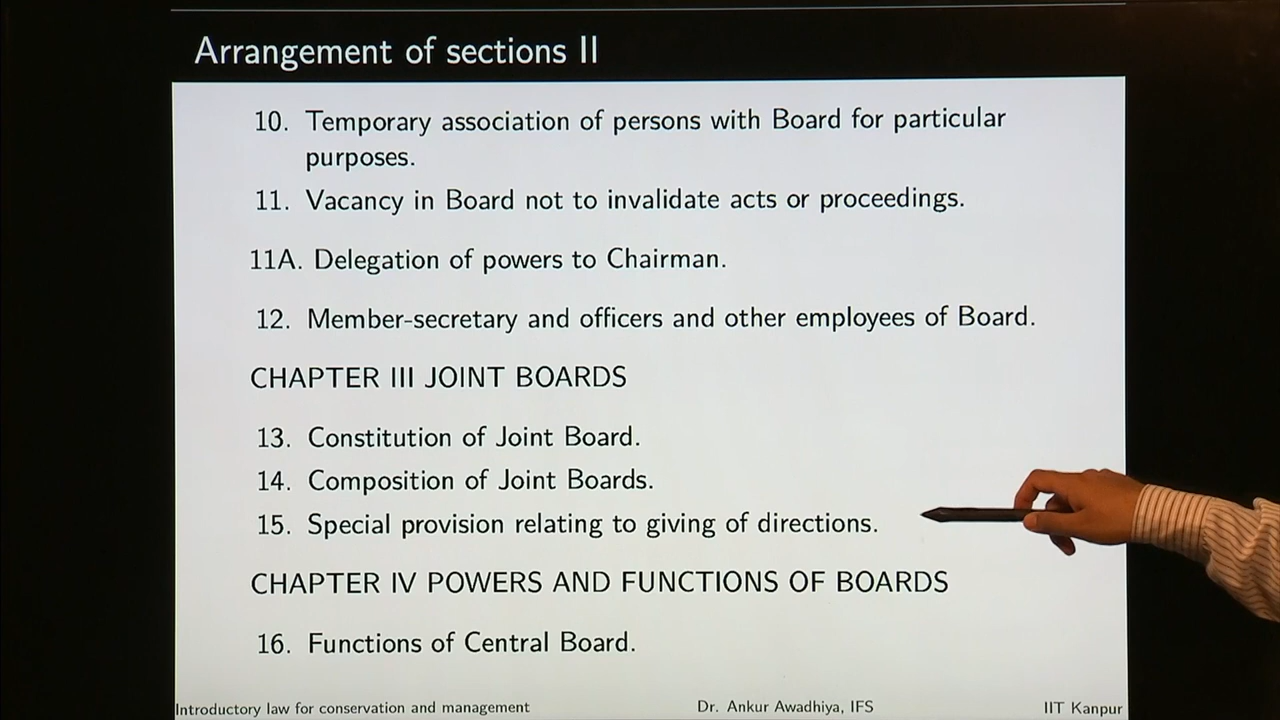 Arrangement of sections II
10. Temporary association of persons with Board for particular
purposes.
11. Vacancy in Board not to invalidate acts or proceedings.
11A. Delegation of powers to Chairman.
12. Member-secretary and officers and other employees of Board.
CHAPTER III JOINT BOARDS
13. Constitution of Joint Board.
14. Composition of Joint Boards.
15. Special provision relating to giving of directions.
CHAPTER IV POWERS AND FUNCTIONS OF BOARDS
16. Functions of Central Board.
Introductory law for conservation and management Dr. Ankur Awadhiya, IFS IIT Kanpur